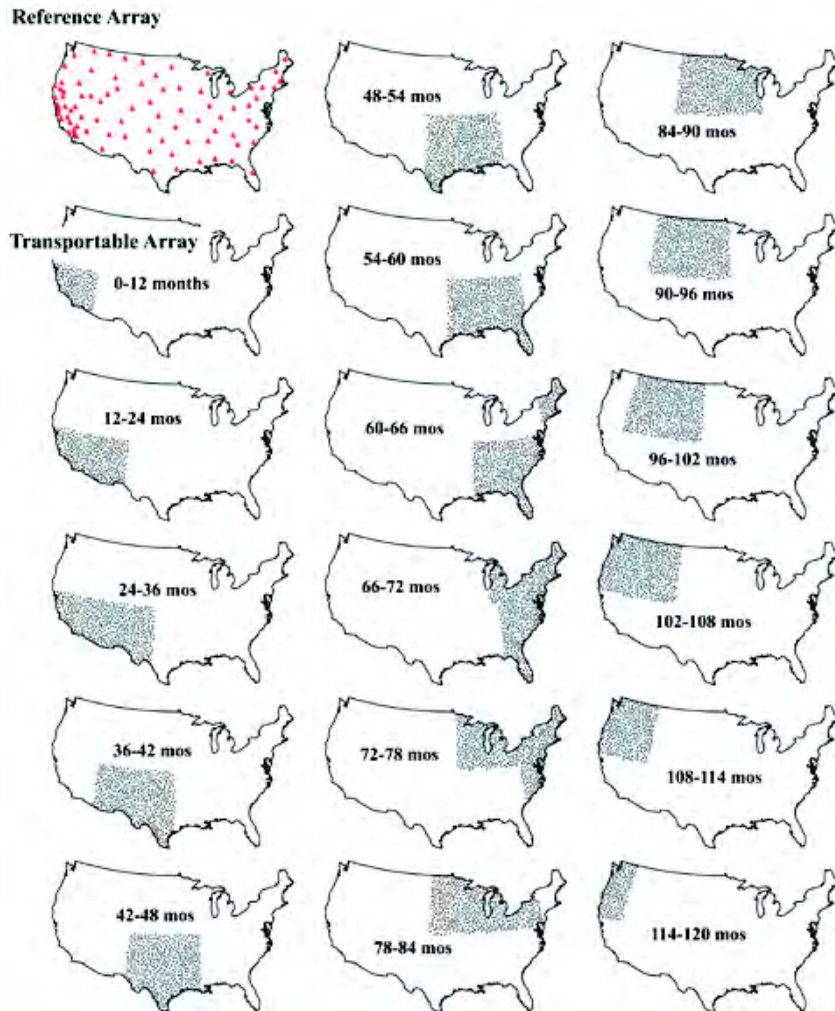 Reference Array
Transportable Array
0-12 months
12-24 mos
24-36 mos
36-42 mos
42-48 mos
48-54 mos
54-60 mos
60-66 mos
66-72 mos
72-78 mos
78-84 mos
84-90 mos
90-96 mos
96-102 mos
102-108 mos
108-114 mos
114-120 mos